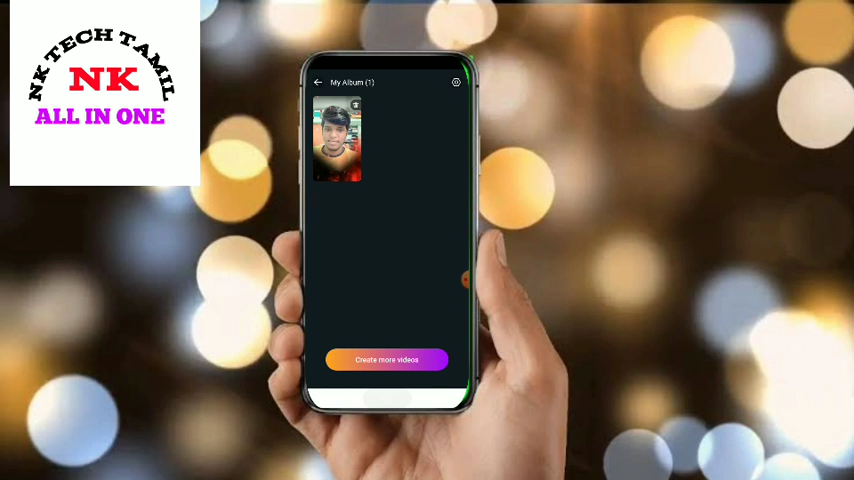 NK TECH TAMIL
NK
ALL IN ONE
My Album (1)
Create more videos